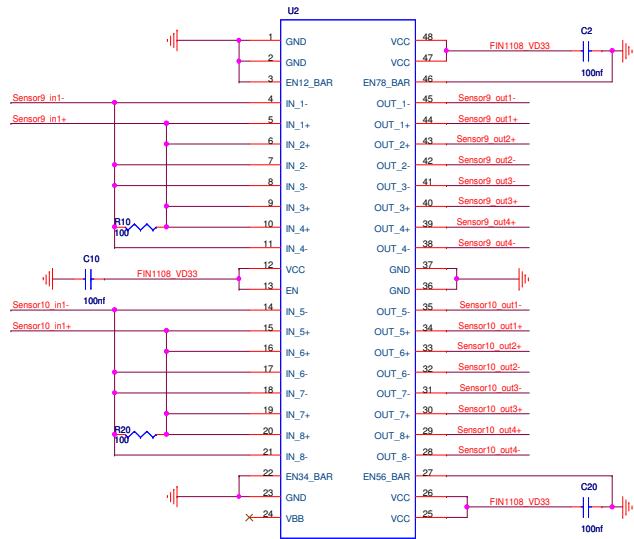 U2
1 GND VCC 48 C2
2 GND VCC 47 FIN1108_VD33
3 EN12_BAR EN78_BAR 46 100nf
Sensor9_in1- 4 IN_1- OUT_1- 45 Sensor9_out1-
Sensor9_in1+ 5 IN_1+ OUT_1+ 44 Sensor9_out1+
6 IN_2+ OUT_2+ 43 Sensor9_out2+
7 IN_2- OUT_2- 42 Sensor9_out2-
8 IN_3- OUT_3- 41 Sensor9_out3-
9 IN_3+ OUT_3+ 40 Sensor9_out3+
R10 10 IN_4+ OUT_4+ 39 Sensor9_out4+
100 11 IN_4- OUT_4- 38 Sensor9_out4-
C10 12 VCC GND 37
FIN1108_VD33
100nf 13 EN GND 36
Sensor10_in1- 14 IN_5- OUT_5- 35 Sensor10_out1-
Sensor10_in1+ 15 IN_5+ OUT_5+ 34 Sensor10_out1+
16 IN_6+ OUT_6+ 33 Sensor10_out2+
17 IN_6- OUT_6- 32 Sensor10_out2-
18 IN_7- OUT_7- 31 Sensor10_out3-
19 IN_7+ OUT_7+ 30 Sensor10_out3+
R20 20 IN_8+ OUT_8+ 29 Sensor10_out4+
100 21 IN_8- OUT_8- 28 Sensor10_out4-
22 EN34_BAR EN56_BAR 27 C20
23 GND VCC 26 FIN1108_VD33
24 VBB VCC 25 100nf